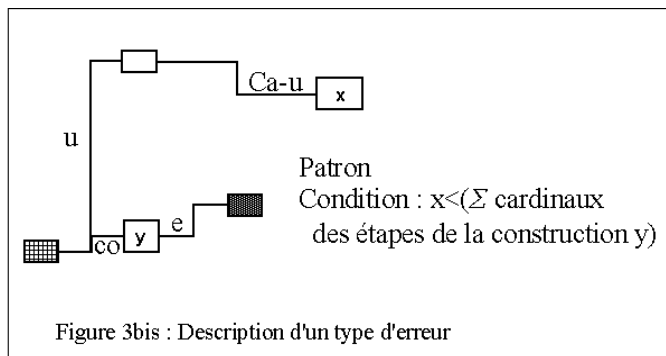 Ca-u
x
u
Patron
Condition : x<(Σ cardinaux
des étapes de la construction y)
y
e
co
Figure 3bis : Description d'un type d'erreur